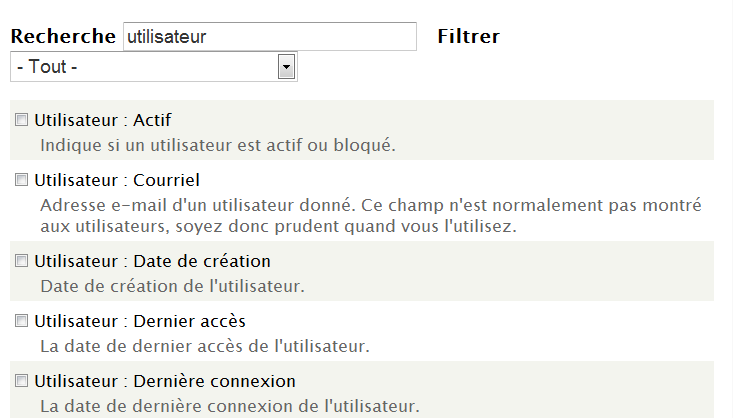 Recherche utilisateur Filtrer
- Tout -
Utilisateur : Actif
Indique si un utilisateur est actif ou bloqué.
Utilisateur : Courriel
Adresse e-mail d'un utilisateur donné. Ce champ n'est normalement pas montré
aux utilisateurs, soyez donc prudent quand vous l'utilisez.
Utilisateur : Date de création
Date de création de l'utilisateur.
Utilisateur : Dernier accès
La date de dernier accès de l'utilisateur.
Utilisateur : Dernière connexion
La date de dernière connexion de l'utilisateur.